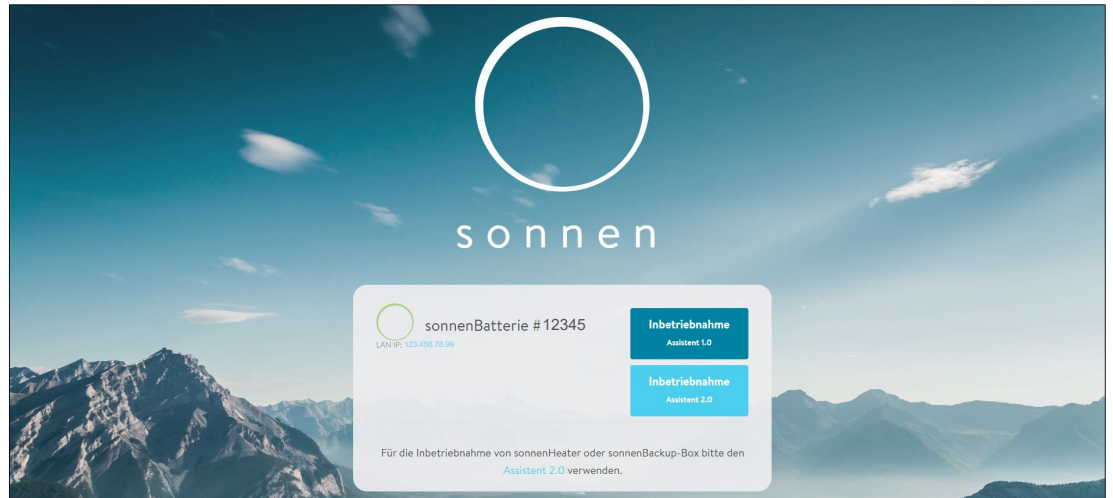 sonnen
sonnenBatterie #12345
LAN IP: 123.456.78.99
Inbetriebnahme
Assistent 1.0
Inbetriebnahme
Assistent 2.0
Für die Inbetriebnahme von sonnenHeater oder sonnenBackup-Box bitte den
Assistent 2.0 verwenden.